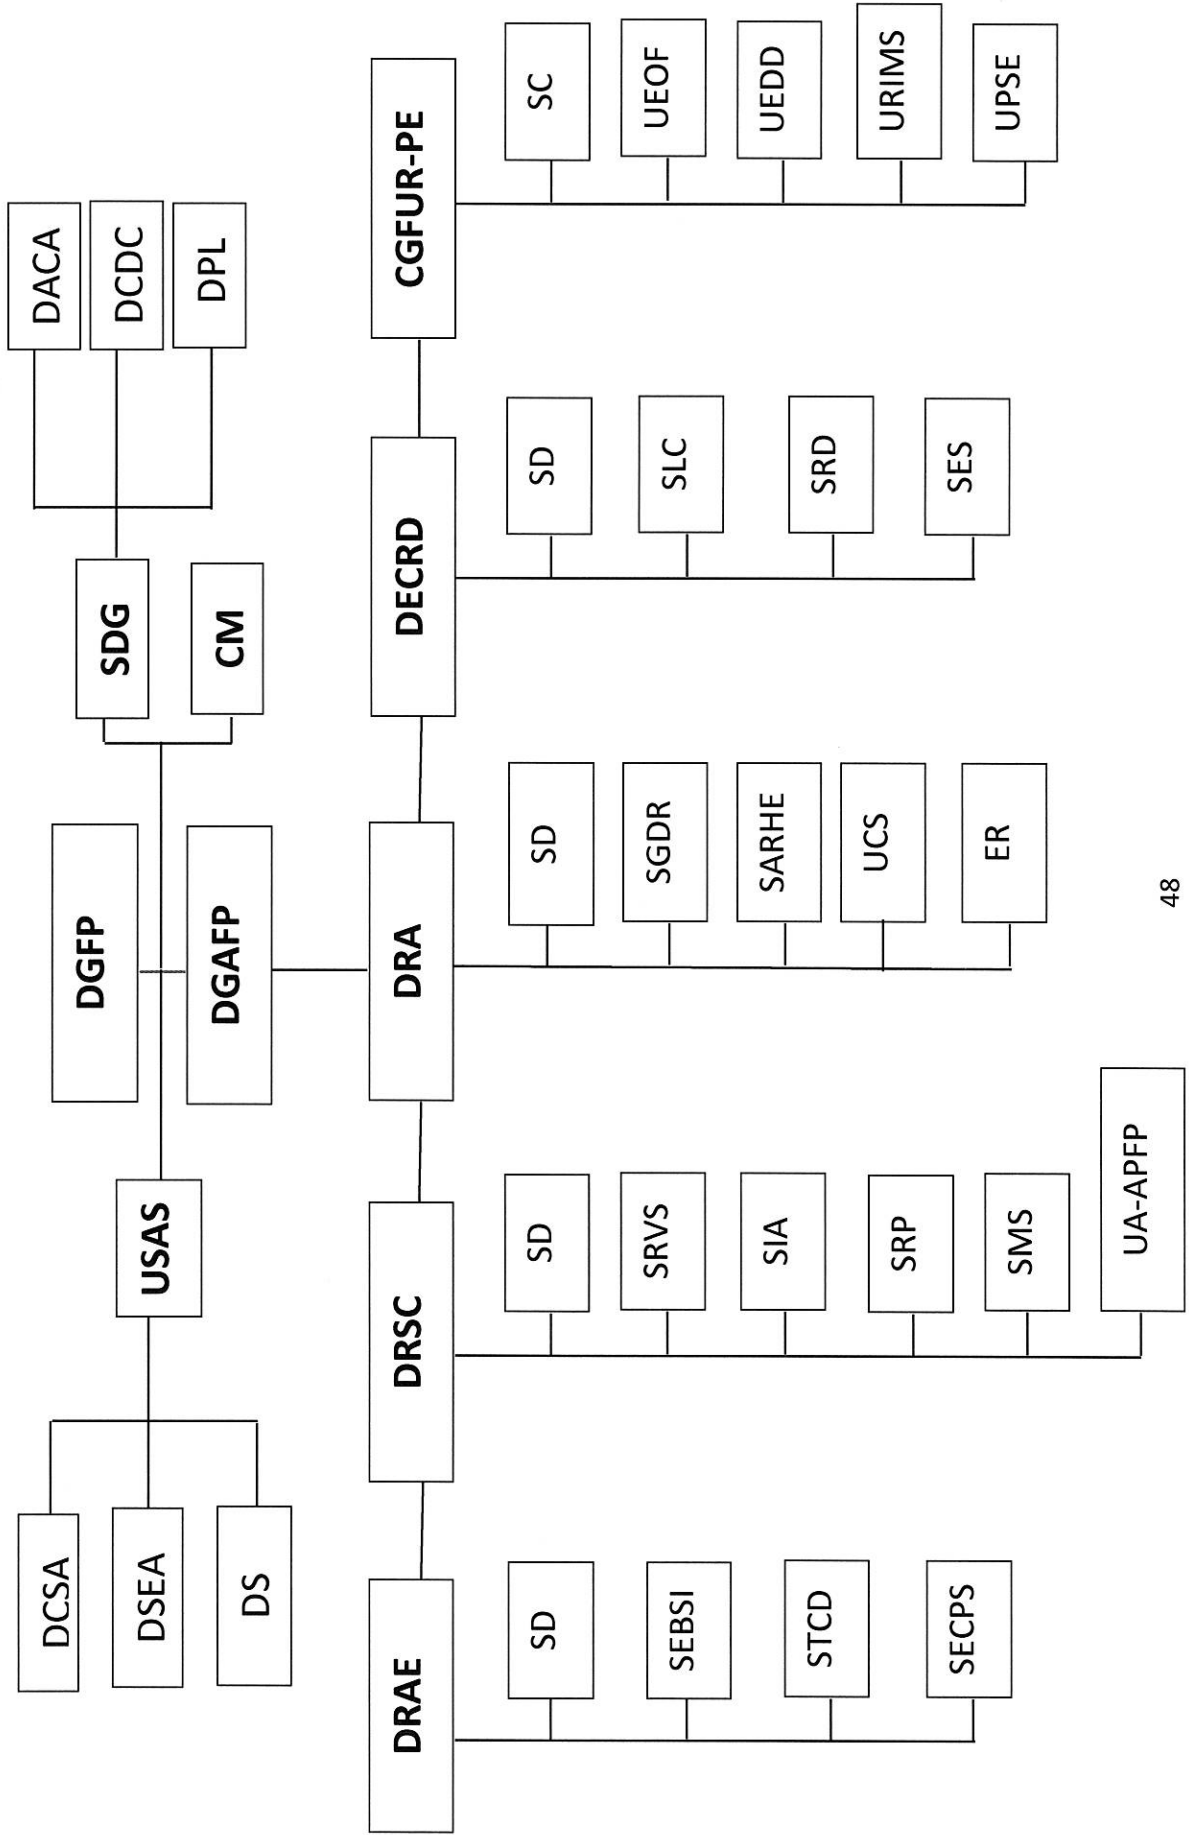 DGFP
DGAFP
USAS
DCSA
DSEA
DS
SDG
CM
DACA
DCDC
DPL
DRAE
SD
SEBSI
STCD
SECPS
DRSC
SD
SRVS
SIA
SRP
SMS
UA-APFP
DRA
SD
SGDR
SARHE
UCS
ER
DECRD
SD
SLC
SRD
SES
CGFUR-PE
SC
UEOF
UEDD
URIMS
UPSE
48